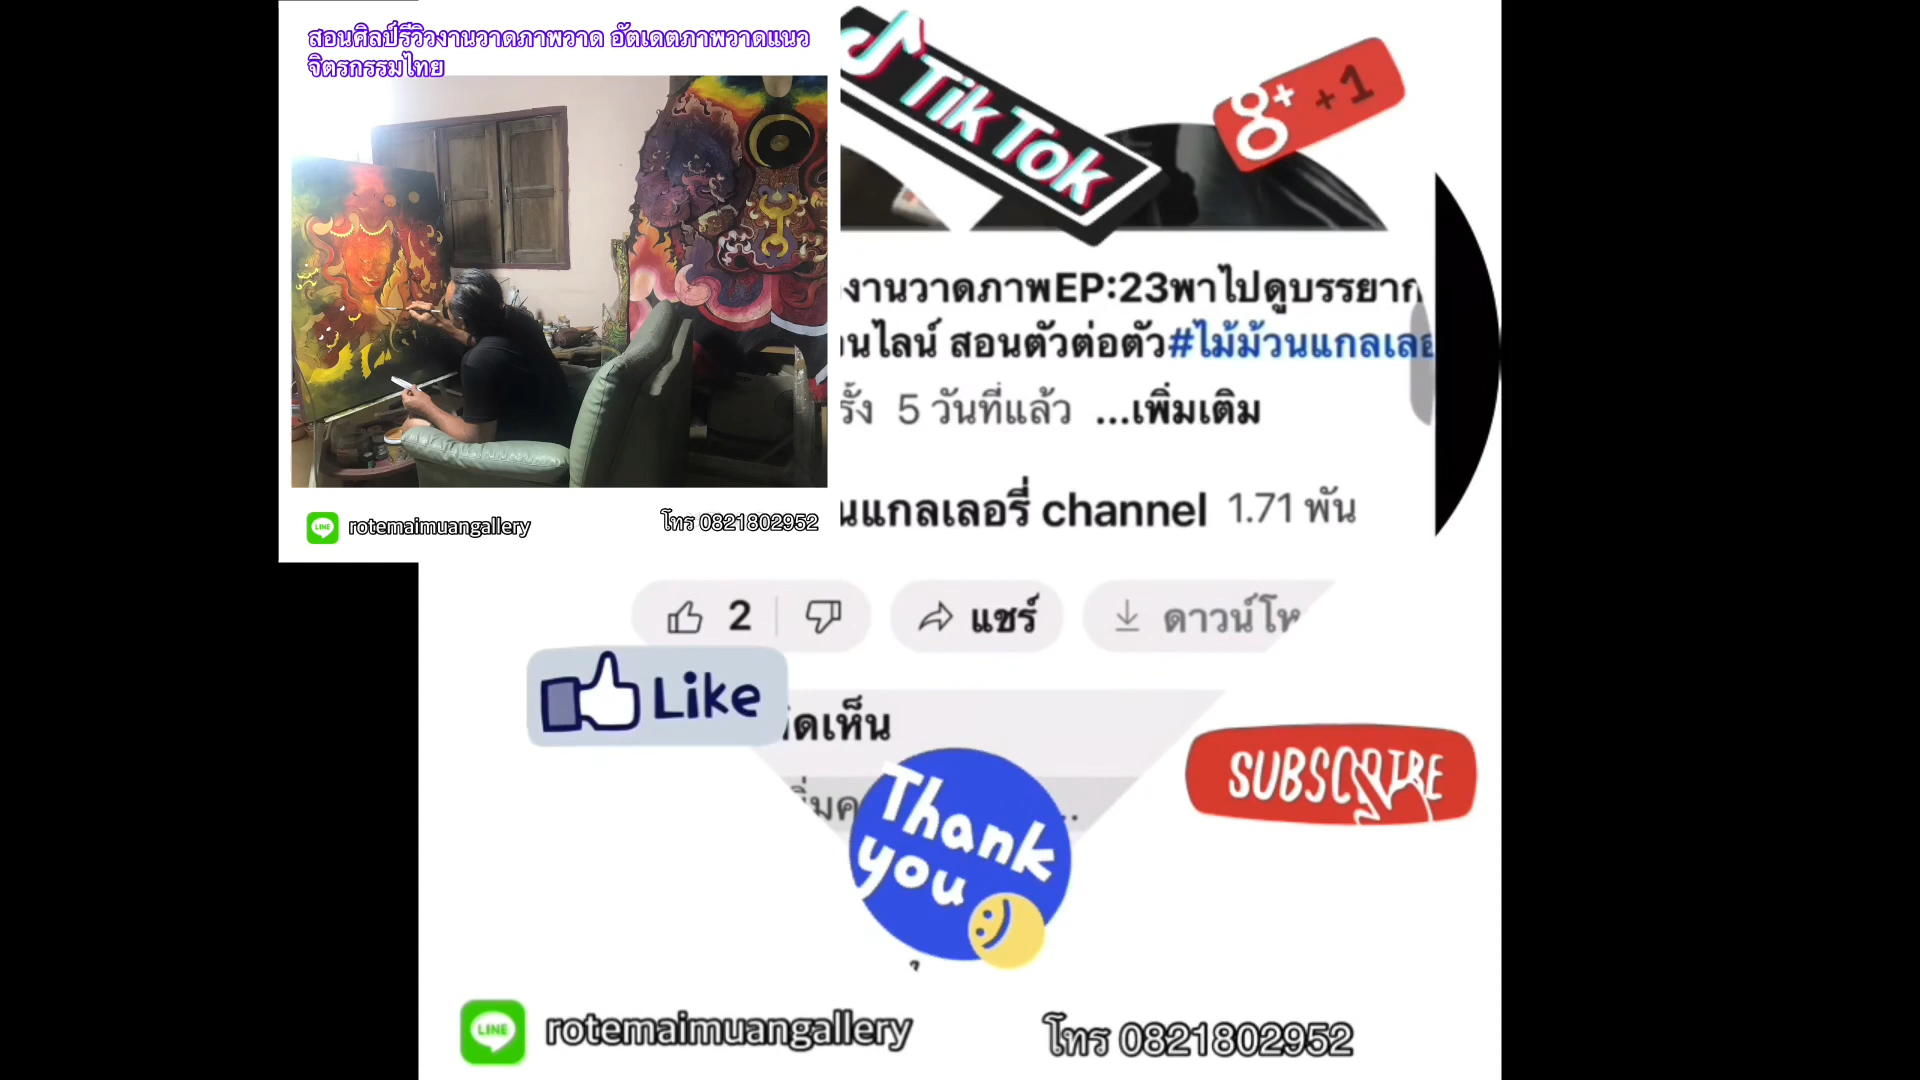 สอนศิลป์รีวิวงานวาดภาพวาด อัตเดตภาพวาดแนว
จิตรกรรมไทย
LINE rotemaimuangallery
โทร 0821802952
TikTok
g+ +1
งานวาดภาพEP:23พาไปดูบรรยาก
อนไลน์ สอนตัวต่อตัว#ไม้ม้วนแกลเลอ
รั้ง 5 วันที่แล้ว ...เพิ่มเติม
นแกลเลอรี่ channel 1.71 พัน
2
แชร์
ดาวน์โห
Like
คิดเห็น
SUBSCRIBE
Thank
you
LINE rotemaimuangallery
โทร 0821802952